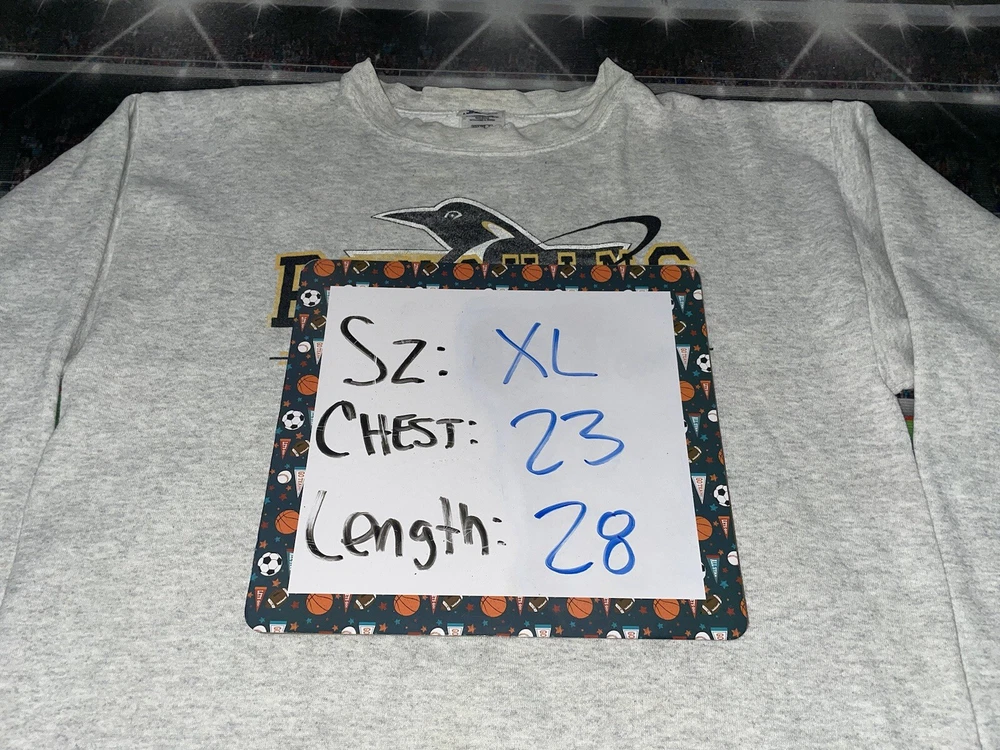 Sz: XL
CHEST: 23
Length: 28